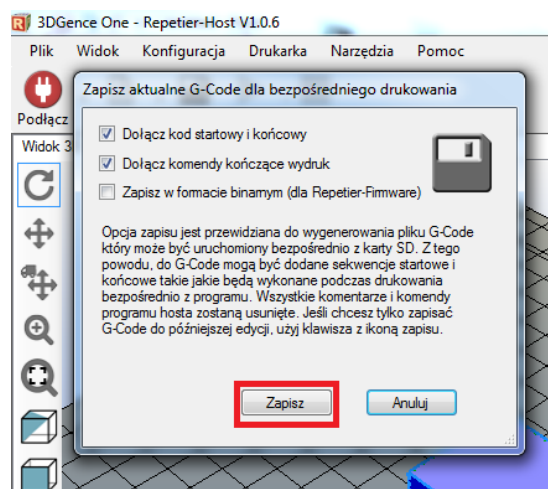 3DGence One - Repetier-Host V1.0.6
Plik Widok Konfiguracja Drukarka Narzędzia Pomoc
Zapisz aktualne G-Code dla bezpośredniego drukowania
Podłącz
Widok 3
Dołącz kod startowy i końcowy
Dołącz komendy kończące wydruk
Zapisz w formacie binarnym (dla Repetier-Firmware)
Opcja zapisu jest przewidziana do wygenerowania pliku G-Code
który może być uruchomiony bezpośrednio z karty SD. Z tego
powodu, do G-Code mogą być dodane sekwencje startowe i
końcowe takie jakie będą wykonane podczas drukowania
bezpośrednio z programu. Wszystkie komentarze i komendy
programu hosta zostaną usunięte. Jeśli chcesz tylko zapisać
G-Code do późniejszej edycji, użyj klawisza z ikoną zapisu.
Zapisz Anuluj